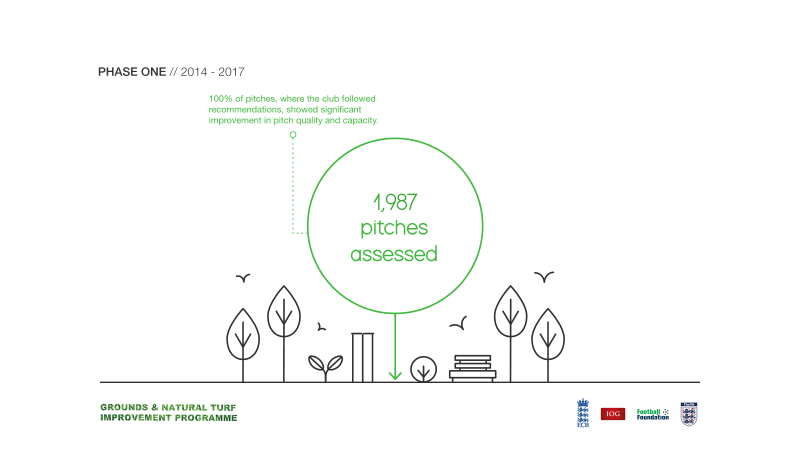 PHASE ONE // 2014 - 2017
100% of pitches, where the club followed
recommendations, showed significant
improvement in pitch quality and capacity.
1,987
pitches
assessed
GROUNDS & NATURAL TURF
IMPROVEMENT PROGRAMME
ECB
IOG
Football
Foundation